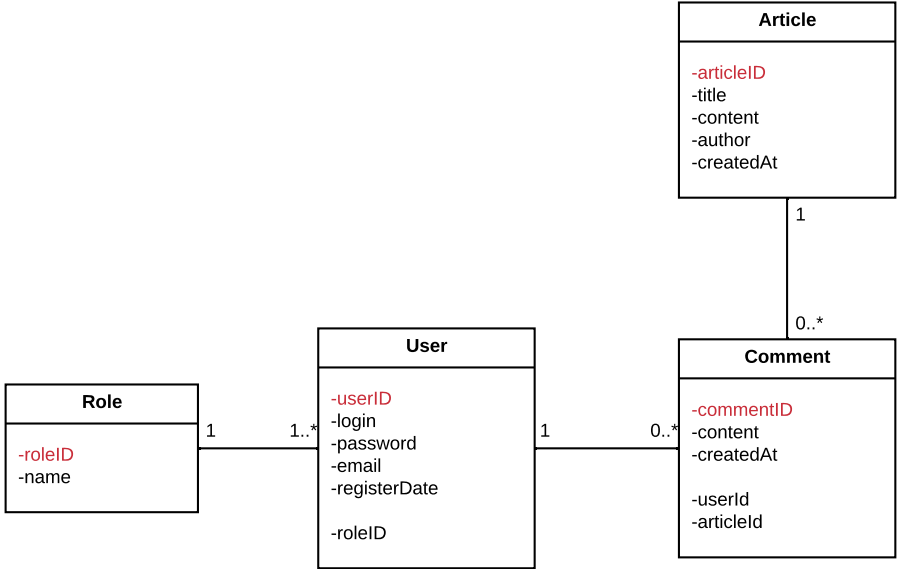 Article
-articleID
-title
-content
-author
-createdAt
1
0..*
Role
-roleID
-name
1
1..*
User
-userID
-login
-password
-email
-registerDate
-roleID
1
0..*
Comment
-commentID
-content
-createdAt
-userId
-articleId